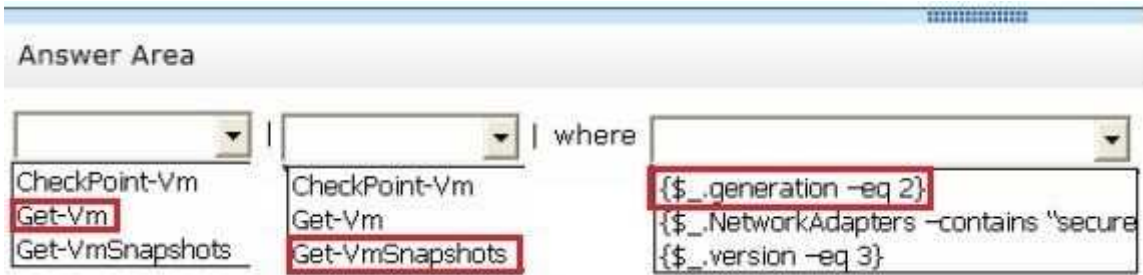 Answer Area
| | where
CheckPoint-Vm
Get-Vm
Get-VmSnapshots
CheckPoint-Vm
Get-Vm
Get-VmSnapshots
{$_.generation –eq 2}
{$_.NetworkAdapters –contains "secure
{$_.version –eq 3}